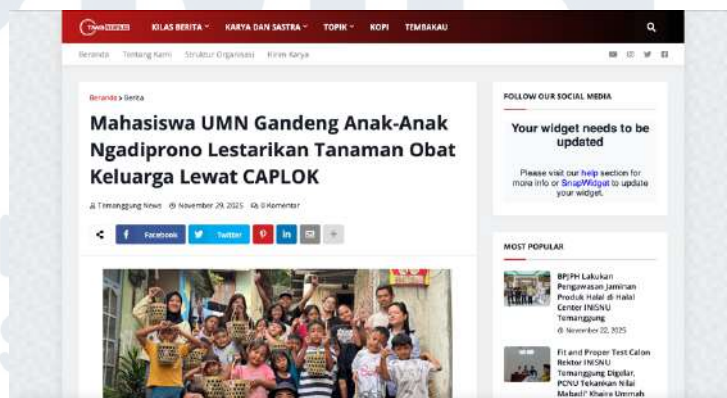 KILAS BERITA
KARYA DAN SASTRA
TOPIK
KOPI
TEMBAKAU
Beranda
Tentang Kami
Struktur Organisasi
Kirim Karya
Beranda > Berita
Mahasiswa UMN Gandeng Anak-Anak
Ngadiprono Lestarikan Tanaman Obat
Keluarga Lewat CAPLOK
Temanggung News
November 29, 2025
0 Komentar
Facebook
Twitter
FOLLOW OUR SOCIAL MEDIA
Your widget needs to be
updated
Please visit our help section for
more info or SnapWidget to update
your widget.
MOST POPULAR
BPJPH Lakukan
Pengawasan Jaminan
Produk Halal di Halal
Center INISNU
Temanggung
November 22, 2025
Fit and Proper Test Calon
Rektor INISNU
Temanggung Digelar,
PCNU Tekankan Nilai
Mabadi' Khaira Ummah